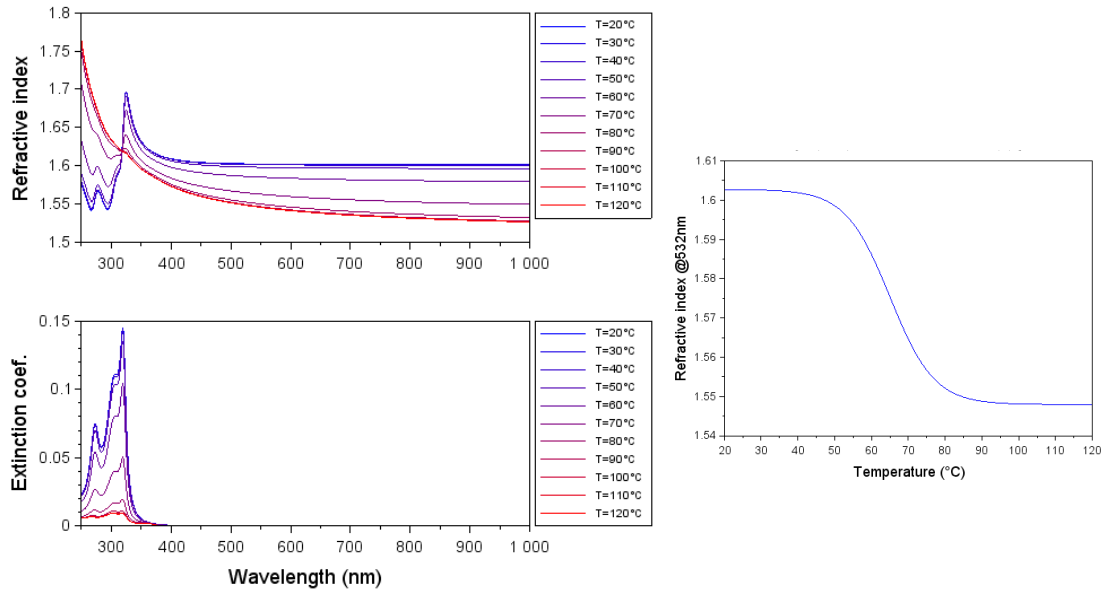 Refractive index
1.8
1.75
1.7
1.65
1.6
1.55
1.5
300
400
500
600
700
800
900
1 000
T=20°C
T=30°C
T=40°C
T=50°C
T=60°C
T=70°C
T=80°C
T=90°C
T=100°C
T=110°C
T=120°C
Extinction coef.
0.15
0.1
0.05
0
300
400
500
600
700
800
900
1 000
Wavelength (nm)
T=20°C
T=30°C
T=40°C
T=50°C
T=60°C
T=70°C
T=80°C
T=90°C
T=100°C
T=110°C
T=120°C
Refractive index @532nm
1.61
1.6
1.59
1.58
1.57
1.56
1.55
1.54
20
30
40
50
60
70
80
90
100
110
120
Temperature (°C)